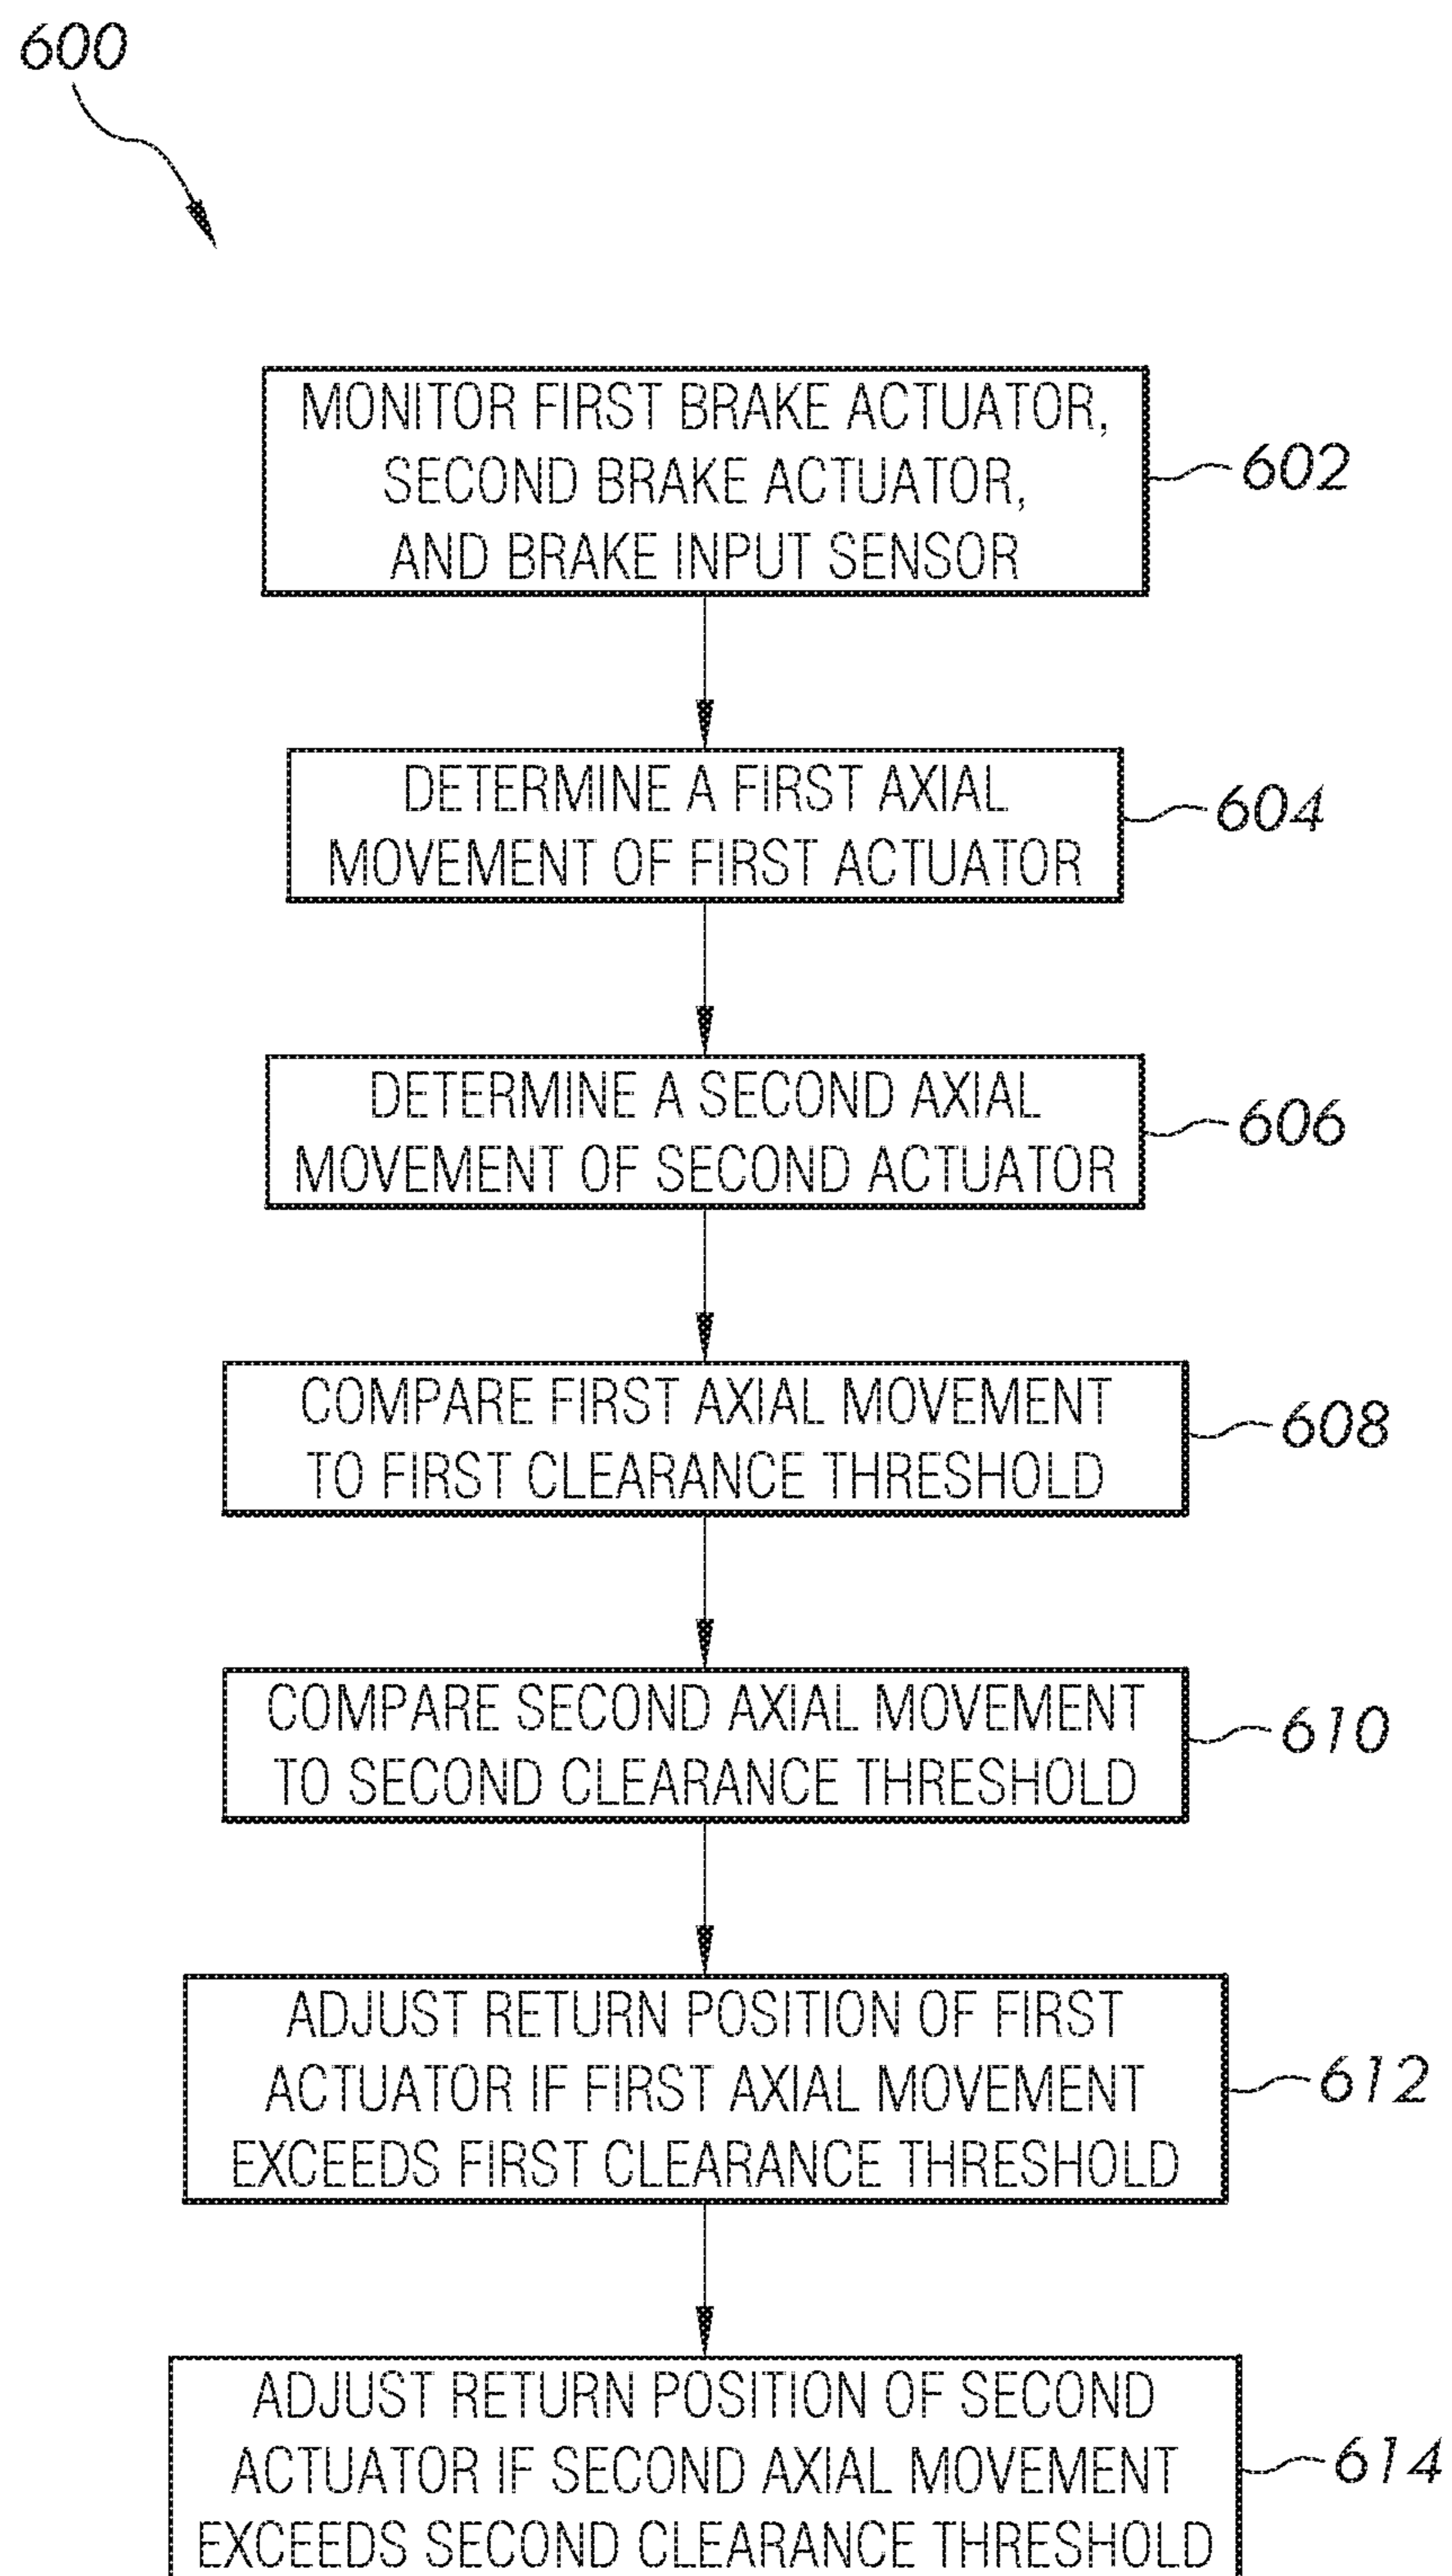 600
MONITOR FIRST BRAKE ACTUATOR,
SECOND BRAKE ACTUATOR,
AND BRAKE INPUT SENSOR
602
DETERMINE A FIRST AXIAL
MOVEMENT OF FIRST ACTUATOR
604
DETERMINE A SECOND AXIAL
MOVEMENT OF SECOND ACTUATOR
606
COMPARE FIRST AXIAL MOVEMENT
TO FIRST CLEARANCE THRESHOLD
608
COMPARE SECOND AXIAL MOVEMENT
TO SECOND CLEARANCE THRESHOLD
610
ADJUST RETURN POSITION OF FIRST
ACTUATOR IF FIRST AXIAL MOVEMENT
EXCEEDS FIRST CLEARANCE THRESHOLD
612
ADJUST RETURN POSITION OF SECOND
ACTUATOR IF SECOND AXIAL MOVEMENT
EXCEEDS SECOND CLEARANCE THRESHOLD
614